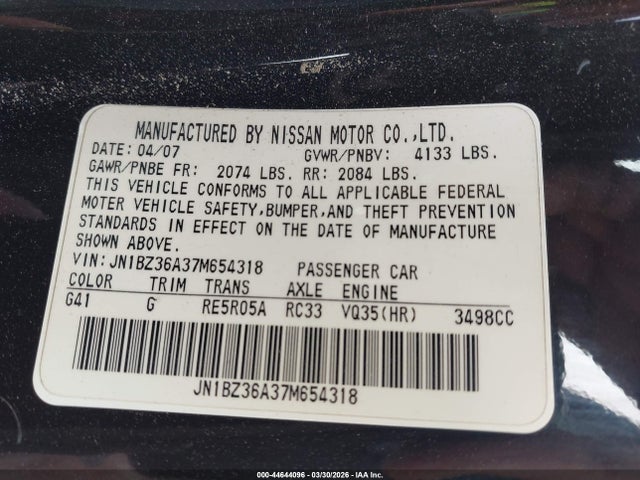 MANUFACTURED BY NISSAN MOTOR CO.,LTD.
DATE: 04/07 GVWR/PNBV: 4133 LBS.
GAWR/PNBE FR: 2074 LBS. RR: 2084 LBS.
THIS VEHICLE CONFORMS TO ALL APPLICABLE FEDERAL
MOTER VEHICLE SAFETY,BUMPER,AND THEFT PREVENTION
STANDARDS IN EFFECT ON THE DATE OF MANUFACTURE
SHOWN ABOVE.
VIN:JN1BZ36A37M654318 PASSENGER CAR
COLOR TRIM TRANS AXLE ENGINE
G41 G RE5R05A RC33 VQ35(HR) 3498CC
JN1BZ36A37M654318
000-44644096 - 03/30/2026 - IAA Inc.